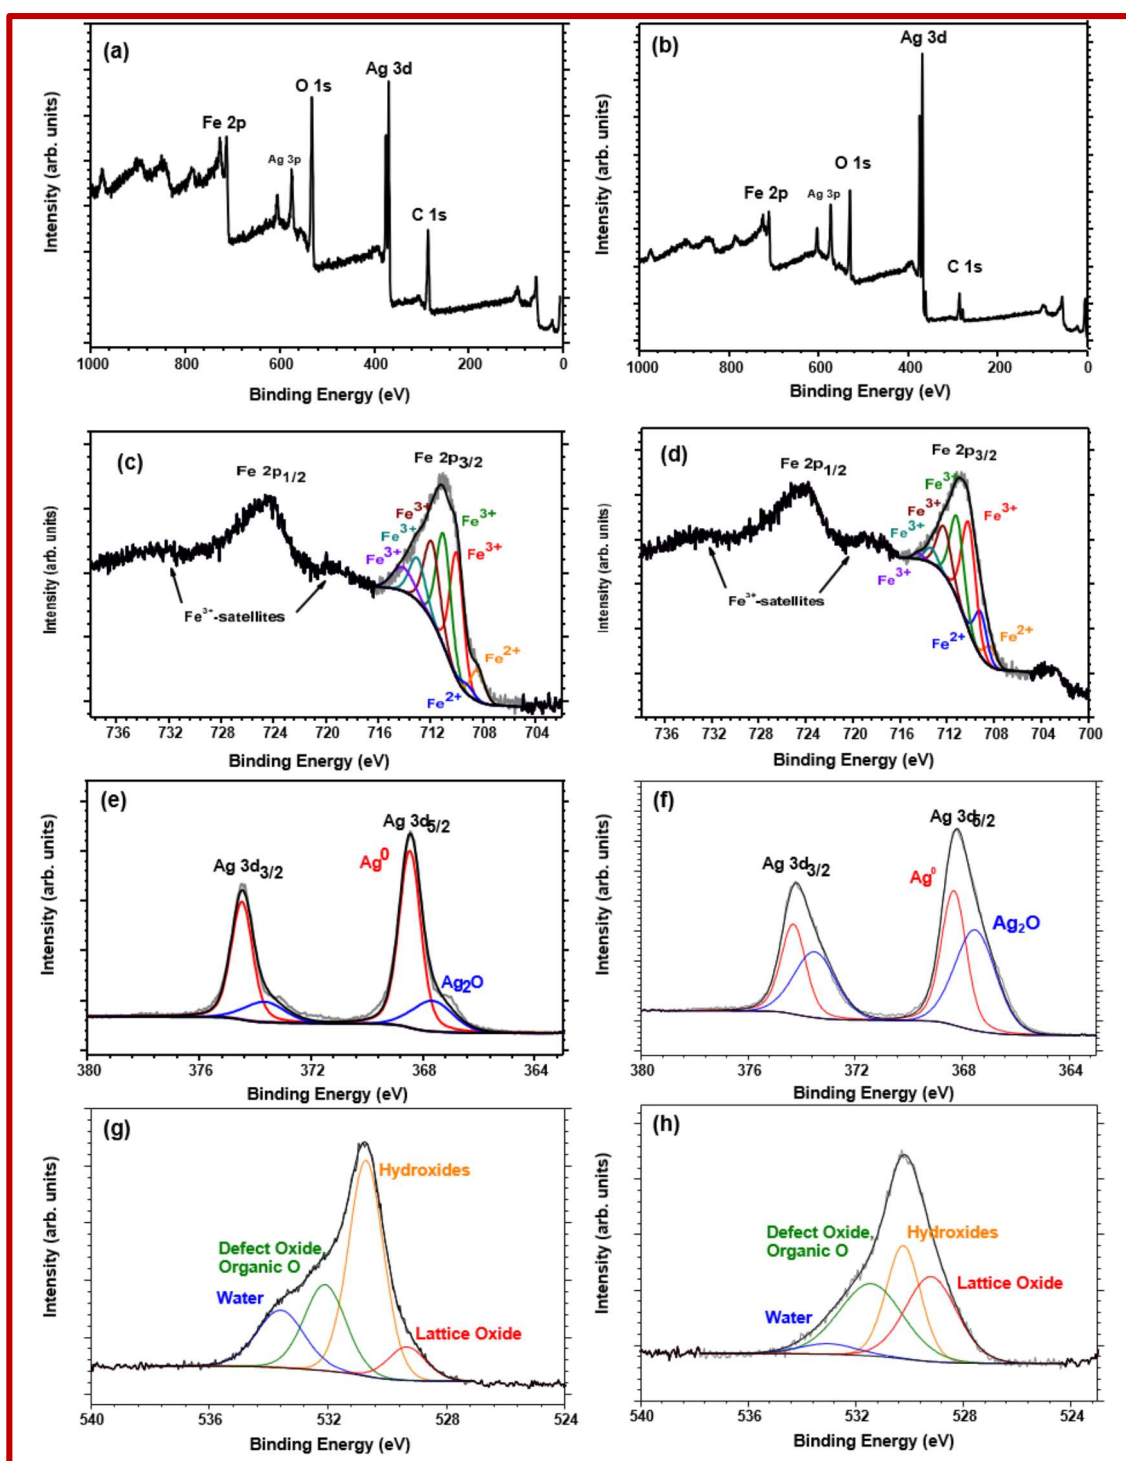 (a)
Ag 3d
O 1s
Fe 2p
Ag 3p
C 1s
Intensity (arb. units)
1000 800 600 400 200 0
Binding Energy (eV)
(b)
Ag 3d
O 1s
Fe 2p
Ag 3p
C 1s
Intensity (arb. units)
1000 800 600 400 200 0
Binding Energy (eV)
(c)
Fe 2p3/2
Fe 2p1/2
Fe3+
Fe3+
Fe3+
Fe3+
Fe3+
Fe3+-satellites
Fe2+
Fe2+
Intensity (arb. units)
736 732 728 724 720 716 712 708 704
Binding Energy (eV)
(d)
Fe 2p3/2
Fe 2p1/2
Fe3+
Fe3+
Fe3+
Fe3+
Fe3+
Fe3+-satellites
Fe2+
Fe2+
Intensity (arb. units)
736 732 728 724 720 716 712 708 704 700
Binding Energy (eV)
(e)
Ag 3d5/2
Ag 3d3/2
Ag0
Ag2O
Intensity (arb. units)
380 376 372 368 364
Binding Energy (eV)
(f)
Ag 3d5/2
Ag 3d3/2
Ag0
Ag₂O
Intensity (arb. units)
380 376 372 368 364
Binding Energy (eV)
(g)
Hydroxides
Defect Oxide,
Organic O
Water
Lattice Oxide
Intensity (arb. units)
540 536 532 528 524
Binding Energy (eV)
(h)
Defect Oxide,
Organic O
Hydroxides
Lattice Oxide
Water
Intensity (arb. units)
540 536 532 528 524
Binding Energy (eV)